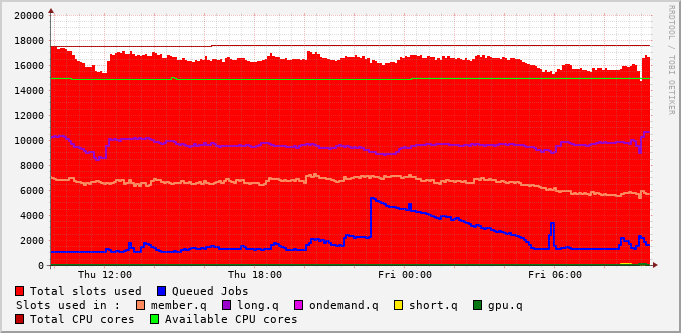 20000
18000
16000
14000
12000
10000
8000
6000
4000
2000
0
Thu 12:00 Thu 18:00 Fri 00:00 Fri 06:00
Total slots used Queued Jobs
Slots used in : member.q long.q ondemand.q short.q gpu.q
Total CPU cores Available CPU cores
RRDTOOL / TOBI OETIKER